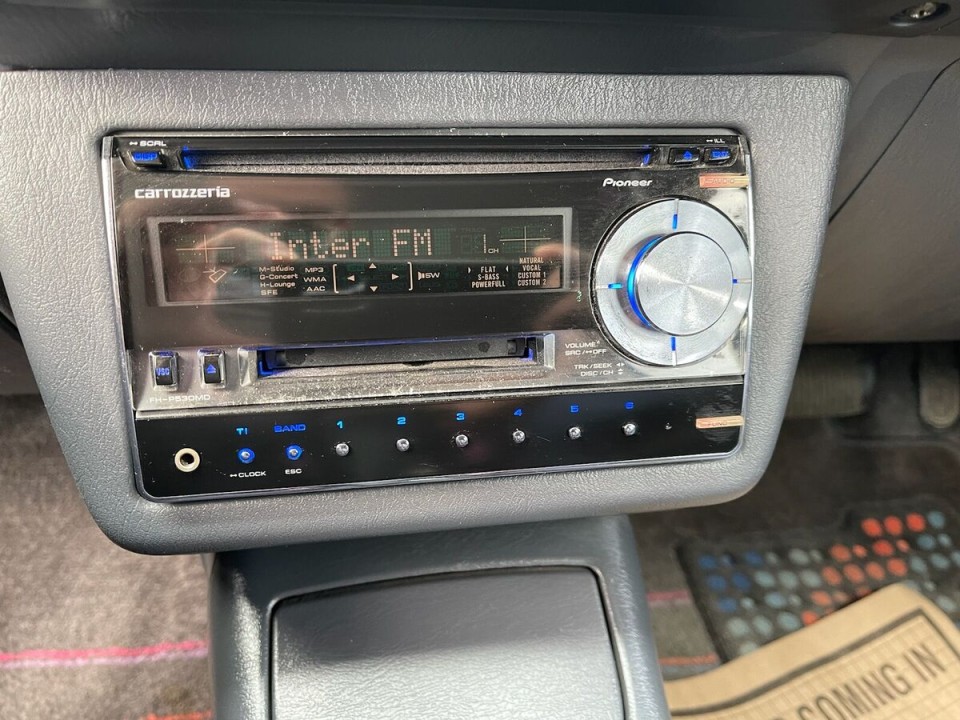 SCRL
ILL
DISP
carrozzeria
Pioneer
Inter FM
1CH
M-Studio
G-Concert
H-Lounge
SFE
MP3
WMA
AAC
SW
FLAT
S-BASS
POWERFULL
NATURAL
VOCAL
CUSTOM 1
CUSTOM 2
VOLUME
SRC/OFF
TRK/SEEK
DISC/CH
FH-P530MD
TI
BAND
1
2
3
4
5
6
CLOCK
ESC
COMING IN